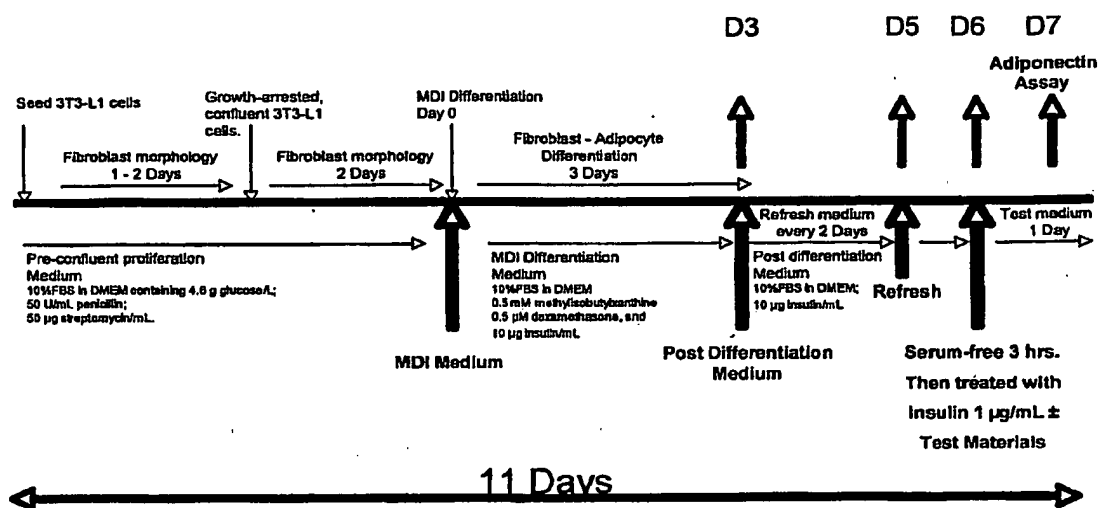 D3
D5
D6
D7
Adiponectin
Assay
Seed 3T3-L1 cells
Growth-arrested,
confluent 3T3-L1
cells.
MDI Differentiation
Day 0
Fibroblast - Adipocyte
Differentiation
3 Days
Fibroblast morphology
1 - 2 Days
Fibroblast morphology
2 Days
Refresh medium
every 2 Days
Test medium
1 Day
Pre-confluent proliferation
Medium
10%FBS in DMEM containing 4.6 g glucose/L;
50 U/mL penicillin;
50 µg streptomycin/mL.
MDI Differentiation
Medium
10%FBS in DMEM
0.5 mM methylisobutylxanthine
0.5 µM dexamethasone, and
10 µg insulin/mL
Post differentiation
Medium
10%FBS in DMEM;
10 µg insulin/mL
Refresh
MDI Medium
Post Differentiation
Medium
Serum-free 3 hrs.
Then treated with
Insulin 1 µg/mL ±
Test Materials
11 Days